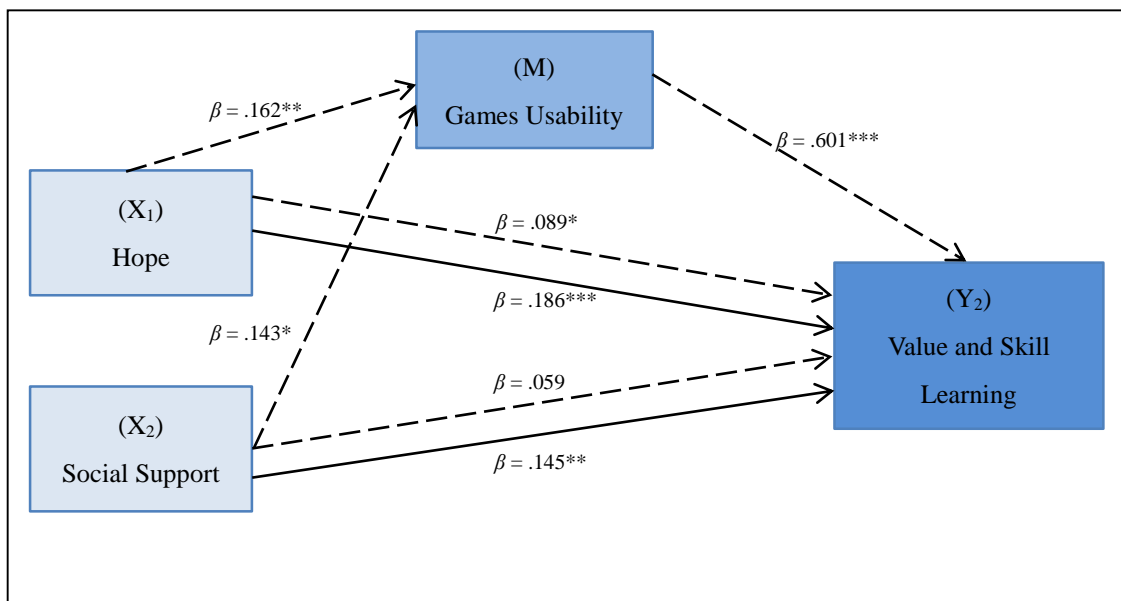 (M)
Games Usability
β = .162**
β = .601***
(X₁)
Hope
β = .089*
β = .186***
(Y₂)
Value and Skill
Learning
β = .143*
β = .059
(X₂)
Social Support
β = .145**